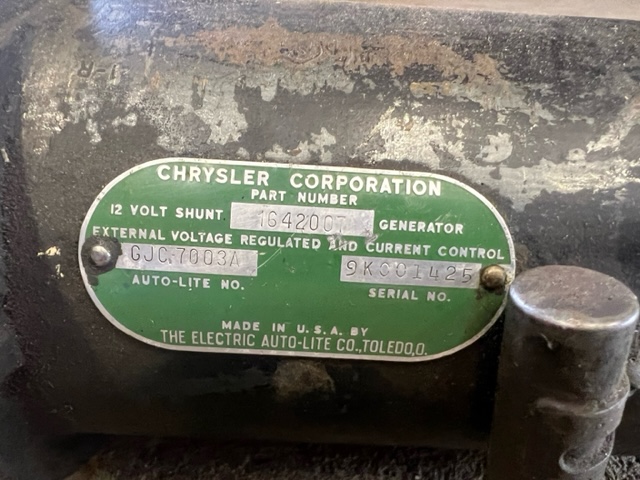 CHRYSLER CORPORATION
PART NUMBER
12 VOLT SHUNT 1642007 GENERATOR
EXTERNAL VOLTAGE REGULATED AND CURRENT CONTROL
GJC.7003A 9K001425
AUTO-LITE NO. SERIAL NO.
MADE IN U.S.A. BY
THE ELECTRIC AUTO-LITE CO., TOLEDO,O.